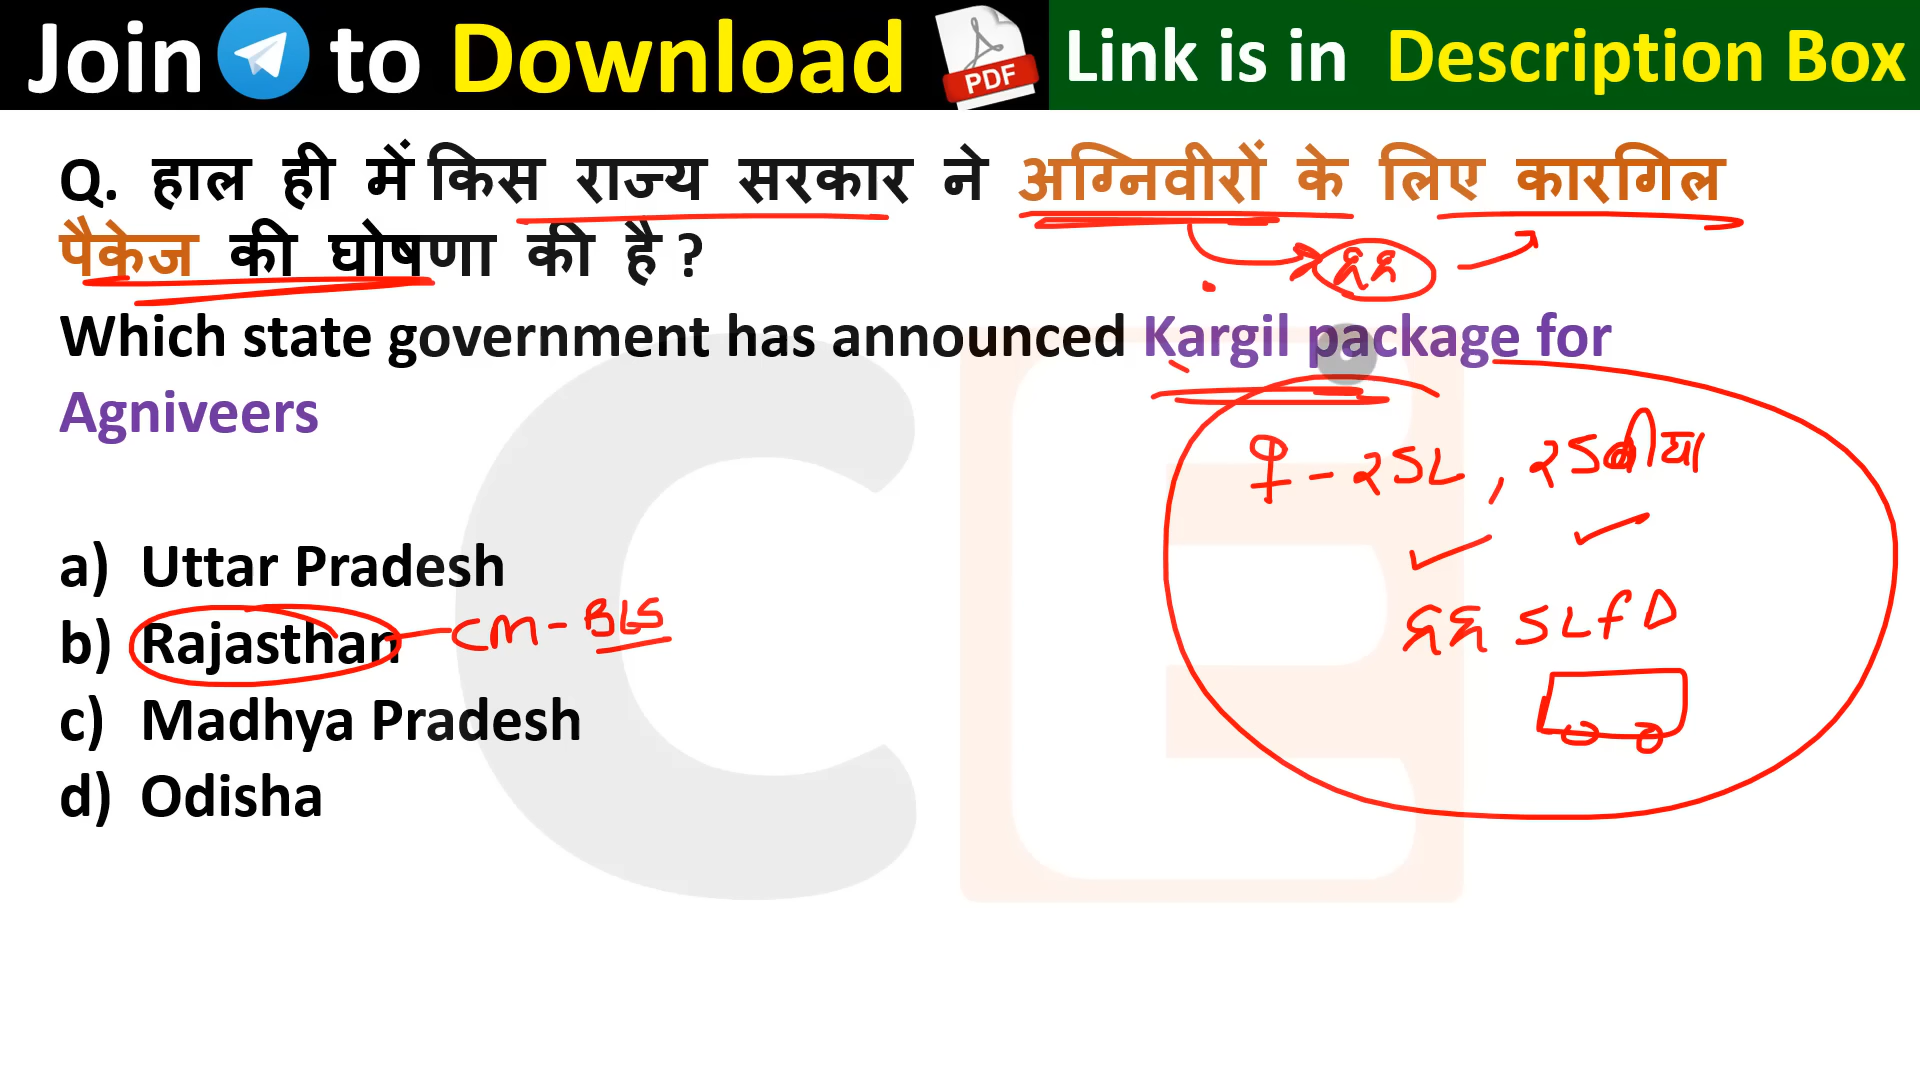 Join to Download PDF Link is in Description Box
Q. हाल ही में किस राज्य सरकार ने अग्निवीरों के लिए कारगिल
पैकेज की घोषणा की है ?
Which state government has announced Kargil package for
Agniveers
a) Uttar Pradesh
b) Rajasthan - CM - BLS
c) Madhya Pradesh
d) Odisha